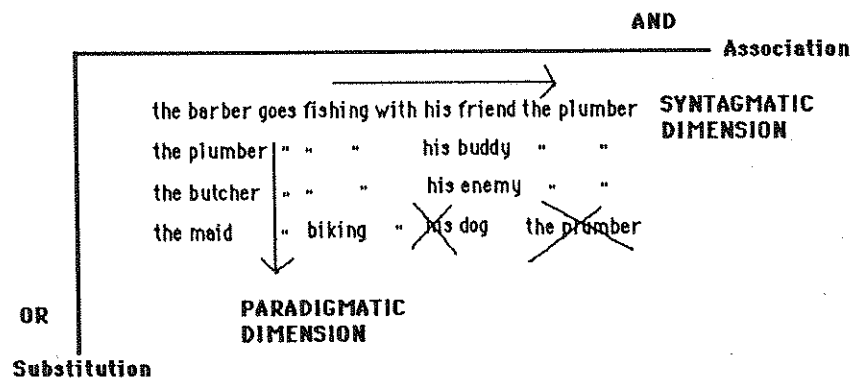 AND
Association
the barber goes fishing with his friend the plumber
SYNTAGMATIC
DIMENSION
the plumber " " " his buddy " "
the butcher " " " his enemy " "
the maid " biking " his dog the plumber
PARADIGMATIC
DIMENSION
OR
Substitution